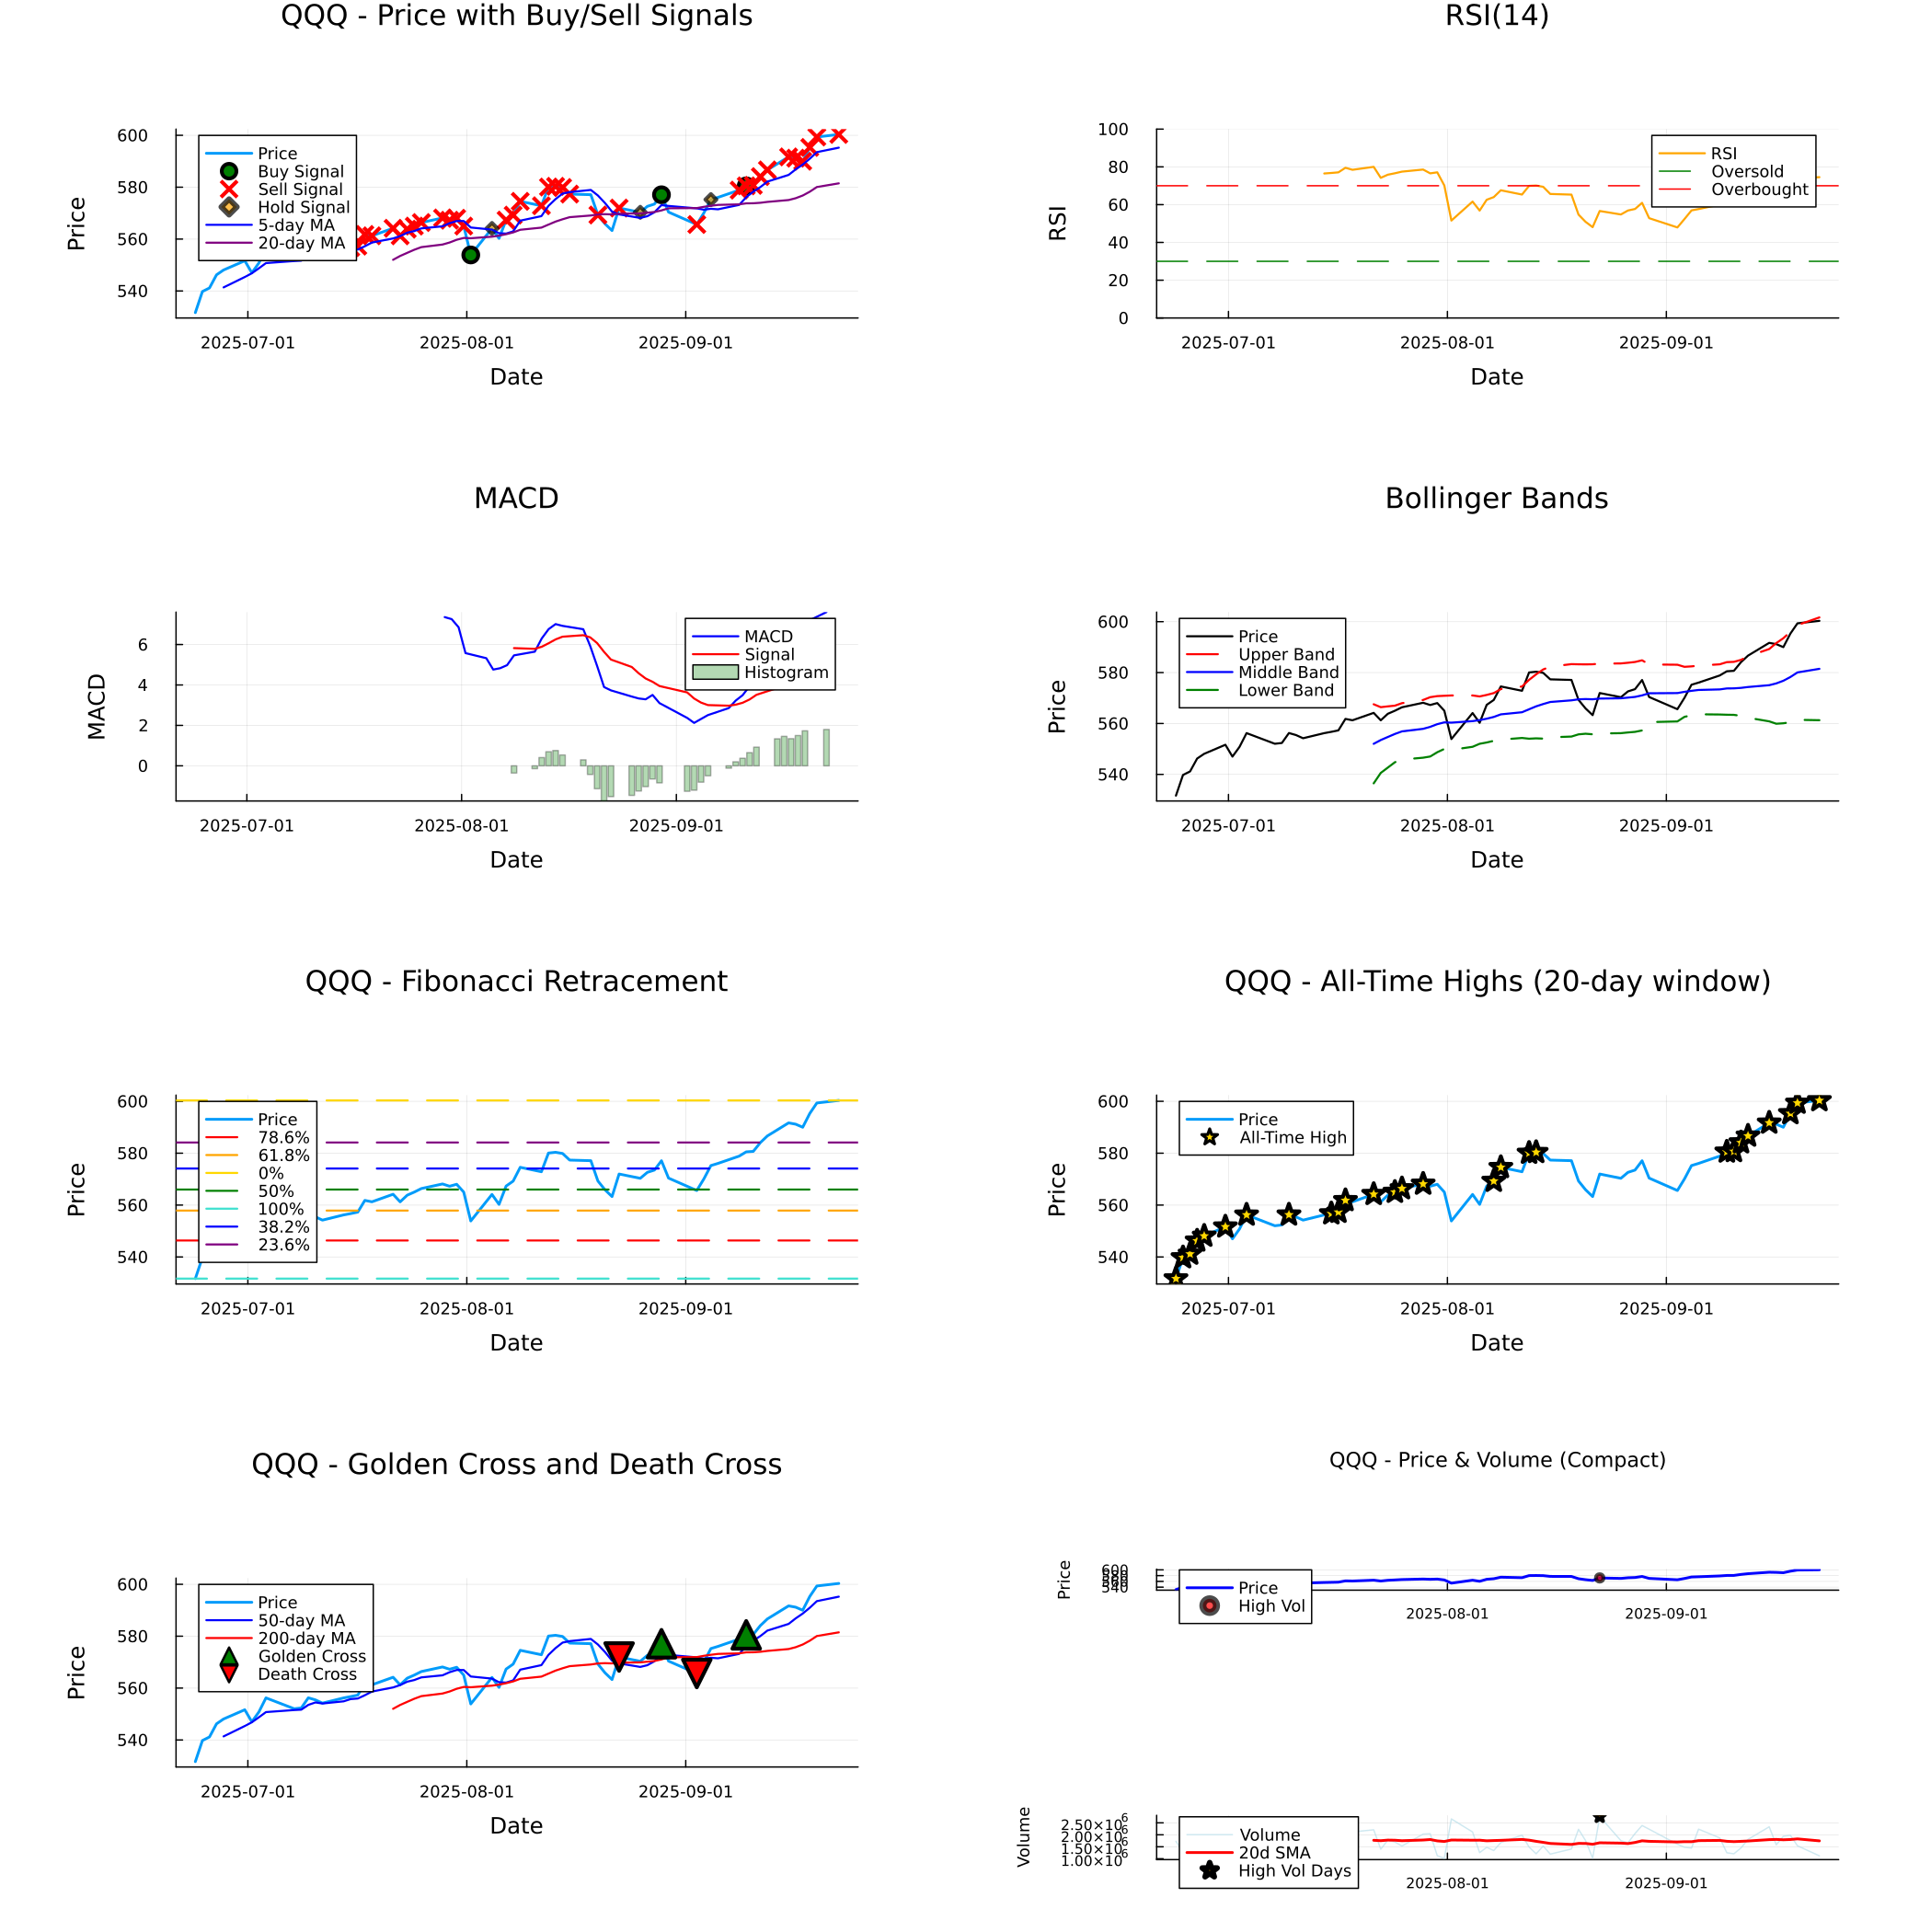 QQQ - Price with Buy/Sell Signals
Price
600
580
560
540
Price
Buy Signal
Sell Signal
Hold Signal
5-day MA
20-day MA
2025-07-01
2025-08-01
2025-09-01
Date
RSI(14)
RSI
100
80
60
40
20
0
RSI
Oversold
Overbought
2025-07-01
2025-08-01
2025-09-01
Date
MACD
MACD
6
4
2
0
MACD
Signal
Histogram
2025-07-01
2025-08-01
2025-09-01
Date
Bollinger Bands
Price
600
580
560
540
Price
Upper Band
Middle Band
Lower Band
2025-07-01
2025-08-01
2025-09-01
Date
QQQ - Fibonacci Retracement
Price
600
580
560
540
Price
78.6%
61.8%
0%
50%
100%
38.2%
23.6%
2025-07-01
2025-08-01
2025-09-01
Date
QQQ - All-Time Highs (20-day window)
Price
600
580
560
540
Price
All-Time High
2025-07-01
2025-08-01
2025-09-01
Date
QQQ - Golden Cross and Death Cross
Price
600
580
560
540
Price
50-day MA
200-day MA
Golden Cross
Death Cross
2025-07-01
2025-08-01
2025-09-01
Date
QQQ - Price & Volume (Compact)
Price
600
580
560
540
Price
High Vol
2025-08-01
2025-09-01
Volume
2.50×10⁶
2.00×10⁶
1.50×10⁶
1.00×10⁶
Volume
20d SMA
High Vol Days
2025-08-01
2025-09-01